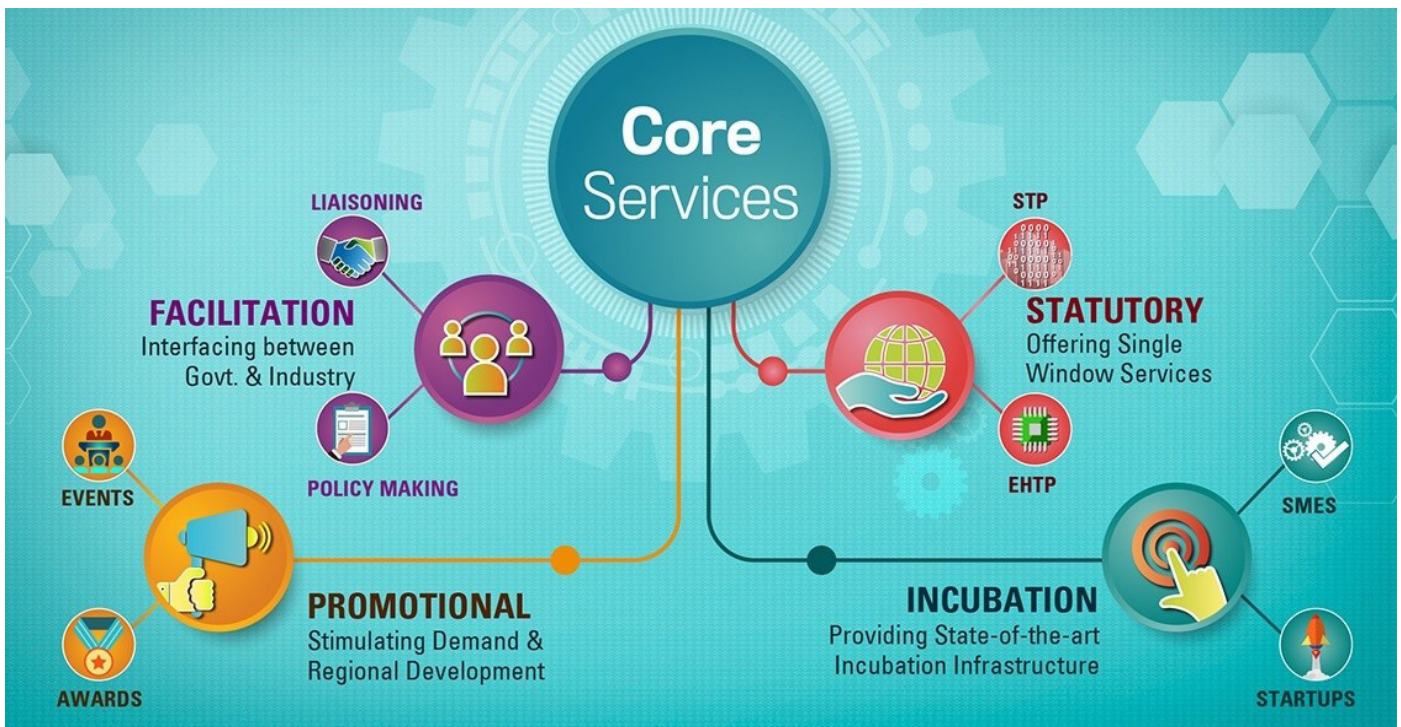 Core
Services
LIAISONING
FACILITATION
Interfacing between
Govt. & Industry
POLICY MAKING
STP
STATUTORY
Offering Single
Window Services
EHTP
EVENTS
AWARDS
PROMOTIONAL
Stimulating Demand &
Regional Development
INCUBATION
Providing State-of-the-art
Incubation Infrastructure
SMES
STARTUPS